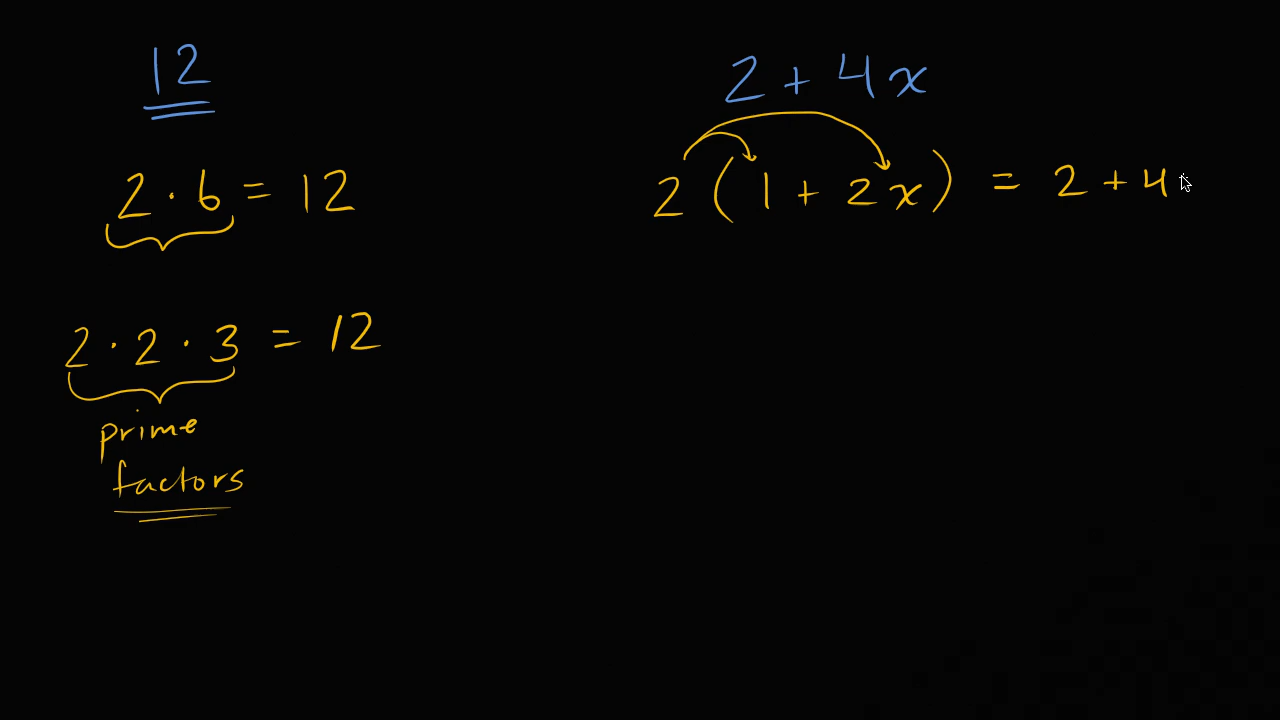 12
2 · 6 = 12
2 · 2 · 3 = 12
prime
factors
2 + 4x
2 ( 1 + 2x ) = 2 + 4